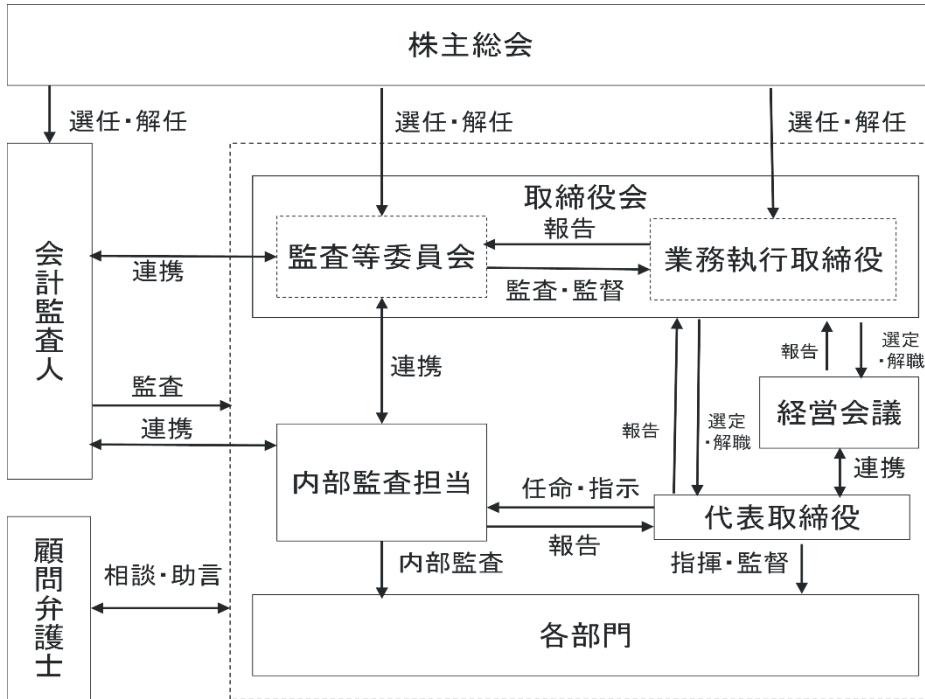 株主総会
選任・解任
選任・解任
選任・解任
取締役会
会計監査人
連携
監査等委員会
報告
監査・監督
業務執行取締役
監査
連携
連携
報告
選定
・解職
報告
選定
・解職
経営会議
連携
内部監査担当
任命・指示
報告
代表取締役
内部監査
指揮・監督
顧問弁護士
相談・助言
各部門